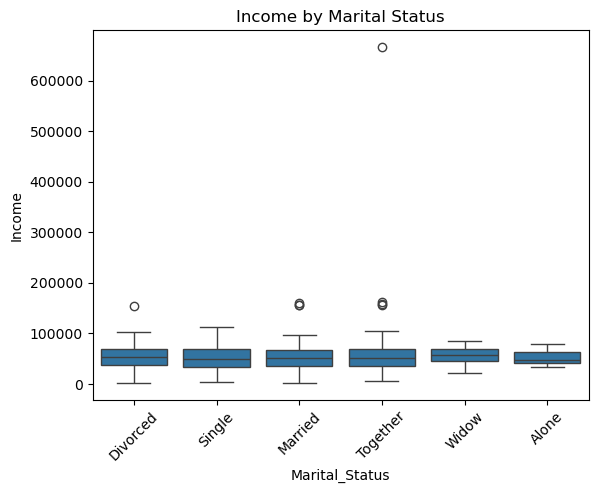 Income by Marital Status
600000
500000
400000
300000
200000
100000
0
Income
Divorced
Single
Married
Together
Widow
Alone
Marital_Status